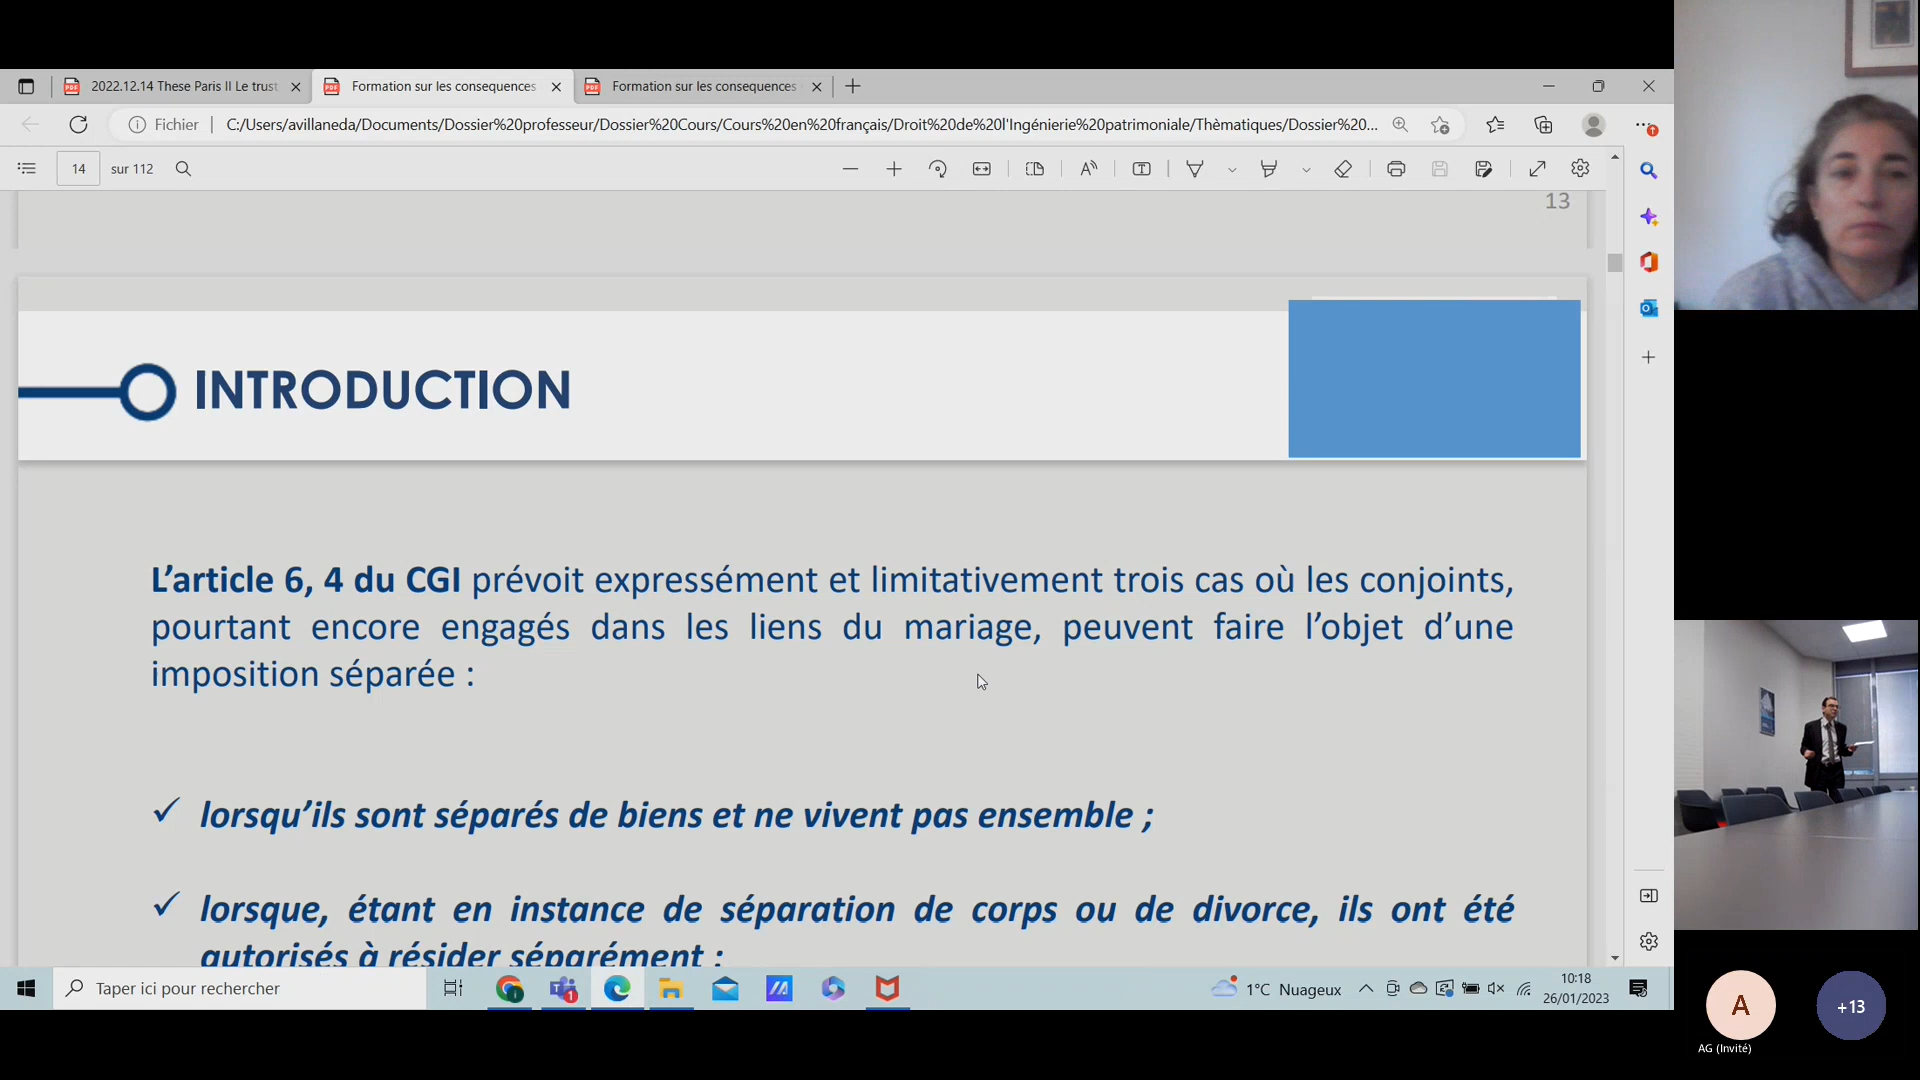 2022.12.14 These Paris II Le trust
Formation sur les consequences
Formation sur les consequences
Fichier
C:/Users/avillaneda/Documents/Dossier%20professeur/Dossier%20Cours/Cours%20en%20français/Droit%20de%20l'Ingénierie%20patrimoniale/Thèmatiques/Dossier%20...
14 sur 112
13
INTRODUCTION
L’article 6, 4 du CGI prévoit expressément et limitativement trois cas où les conjoints,
pourtant encore engagés dans les liens du mariage, peuvent faire l’objet d’une
imposition séparée :
✓ lorsqu’ils sont séparés de biens et ne vivent pas ensemble ;
✓ lorsque, étant en instance de séparation de corps ou de divorce, ils ont été
autorisés à résider séparément ;
Taper ici pour rechercher
1
1°C Nuageux
10:18
26/01/2023
A
+13
AG (Invité)